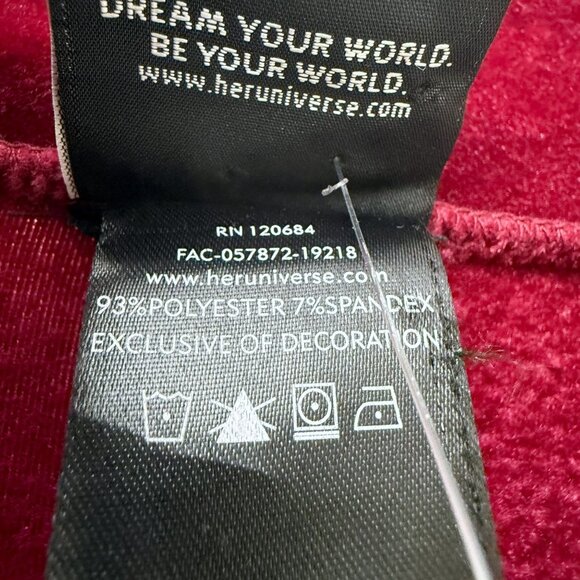 DREAM YOUR WORLD.
BE YOUR WORLD.
www.heruniverse.com
RN 120684
FAC-057872-19218
www.heruniverse.com
93%POLYESTER 7%SPANDEX
EXCLUSIVE OF DECORATION